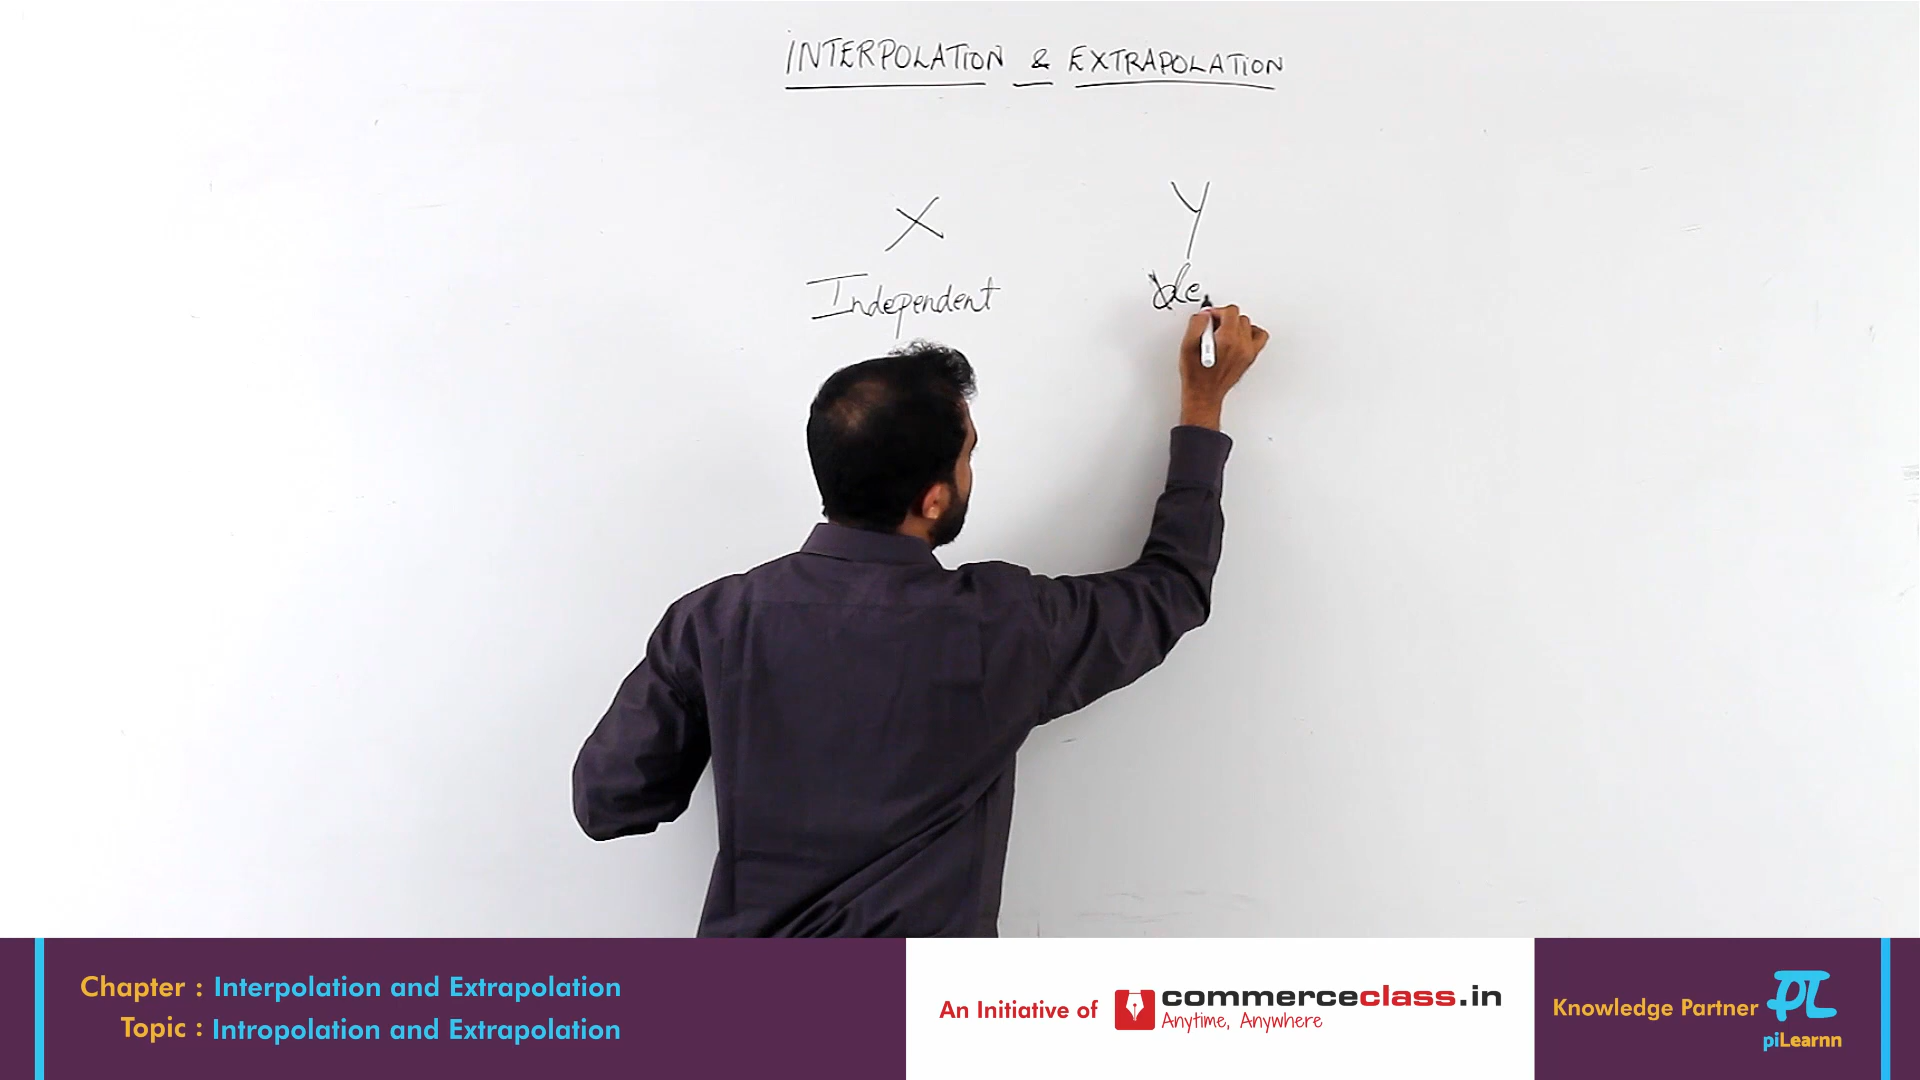 INTERPOLATION & EXTRAPOLATION
X Y
Independent de
Chapter : Interpolation and Extrapolation
Topic : Intropolation and Extrapolation
An Initiative of commerceclass.in
Anytime, Anywhere
Knowledge Partner
piLearnn